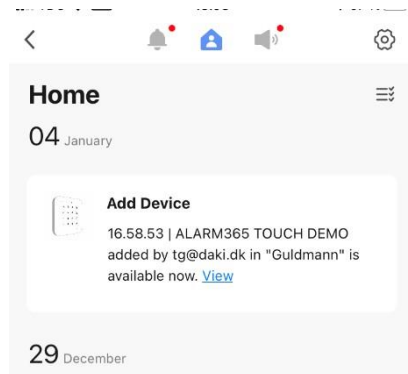 Home
04 January
Add Device
16.58.53 | ALARM365 TOUCH DEMO
added by tg@daki.dk in "Guldmann" is
available now. View
29 December